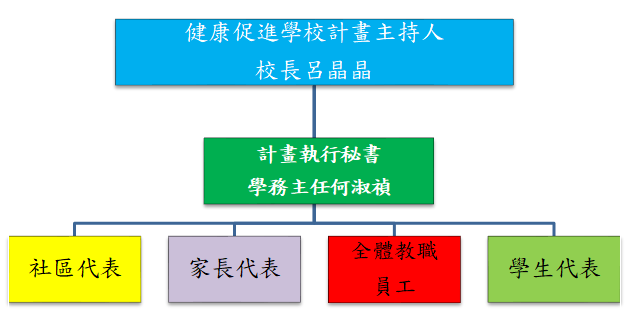 健康促進學校計畫主持人
校長呂晶晶
計畫執行秘書
學務主任何淑禎
社區代表
家長代表
全體教職
員工
學生代表